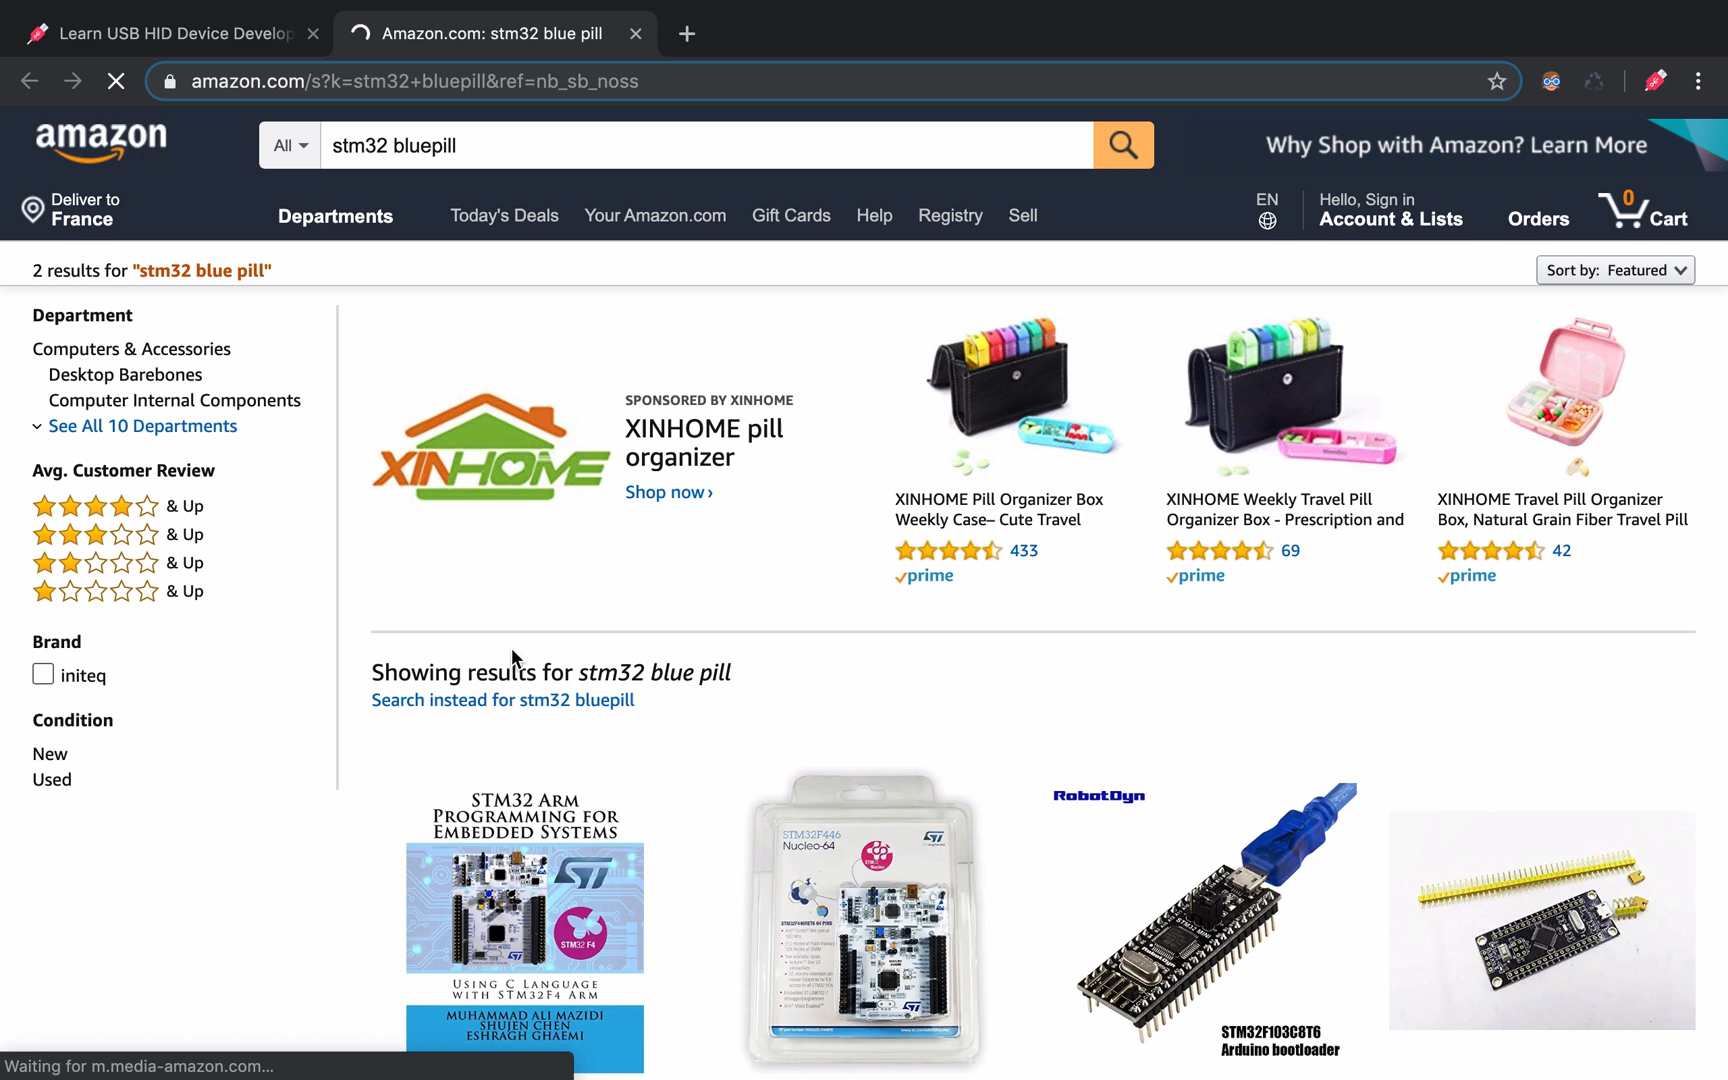 Learn USB HID Device Develop
Amazon.com: stm32 blue pill
amazon.com/s?k=stm32+bluepill&ref=nb_sb_noss
amazon
All
stm32 bluepill
Why Shop with Amazon? Learn More
Deliver to
France
Departments
Today's Deals
Your Amazon.com
Gift Cards
Help
Registry
Sell
EN
Hello, Sign in
Account & Lists
Orders
0
Cart
2 results for "stm32 blue pill"
Sort by: Featured
Department
Computers & Accessories
Desktop Barebones
Computer Internal Components
See All 10 Departments
Avg. Customer Review
& Up
& Up
& Up
& Up
Brand
initeq
Condition
New
Used
XINHOME
SPONSORED BY XINHOME
XINHOME pill
organizer
Shop now ›
XINHOME Pill Organizer Box
Weekly Case– Cute Travel
433
prime
XINHOME Weekly Travel Pill
Organizer Box - Prescription and
69
prime
XINHOME Travel Pill Organizer
Box, Natural Grain Fiber Travel Pill
42
prime
Showing results for stm32 blue pill
Search instead for stm32 bluepill
STM32 ARM
PROGRAMMING FOR
EMBEDDED SYSTEMS
STM32 F4
USING C LANGUAGE
WITH STM32F4 ARM
MUHAMMAD ALI MAZIDI
SHUJEN CHEN
ESHRAGH GHAEMI
STM32F446
Nucleo-64
RobotDyn
STM32F103C8T6
Arduino bootloader
Waiting for m.media-amazon.com...